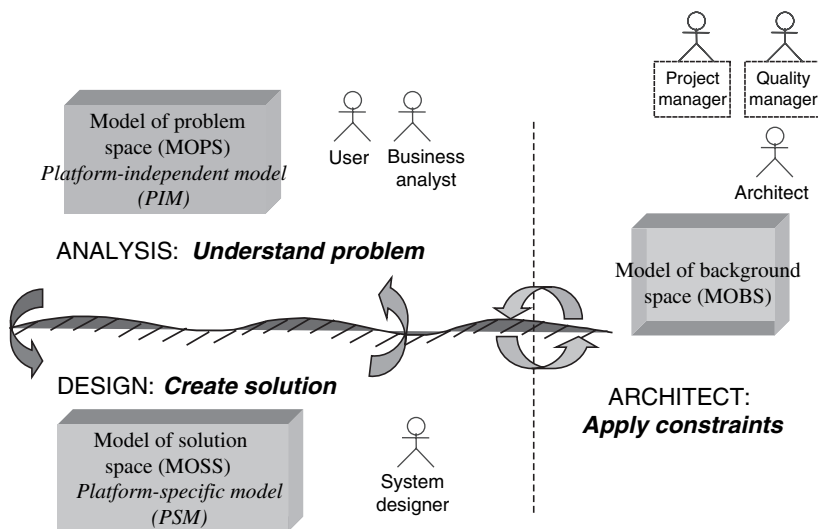 Project
manager
Quality
manager
Model of problem
space (MOPS)
Platform-independent model
(PIM)
User
Business
analyst
Architect
ANALYSIS: Understand problem
Model of background
space (MOBS)
DESIGN: Create solution
ARCHITECT:
Apply constraints
Model of solution
space (MOSS)
Platform-specific model
(PSM)
System
designer